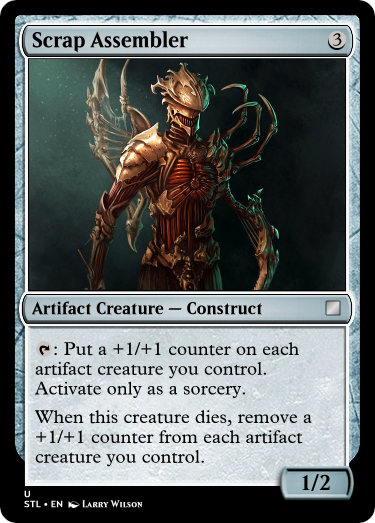 Scrap Assembler 3
Artifact Creature — Construct
: Put a +1/+1 counter on each
artifact creature you control.
Activate only as a sorcery.
When this creature dies, remove a
+1/+1 counter from each artifact
creature you control.
1/2
U
STL • EN Larry Wilson